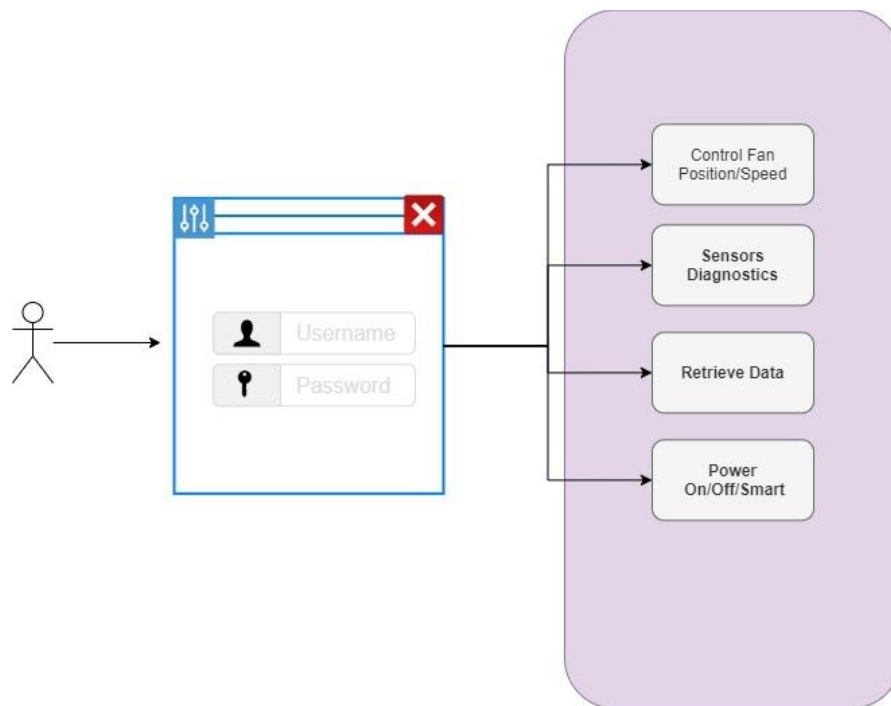 Control Fan
Position/Speed
Sensors
Diagnostics
Username
Password
Retrieve Data
Power
On/Off/Smart